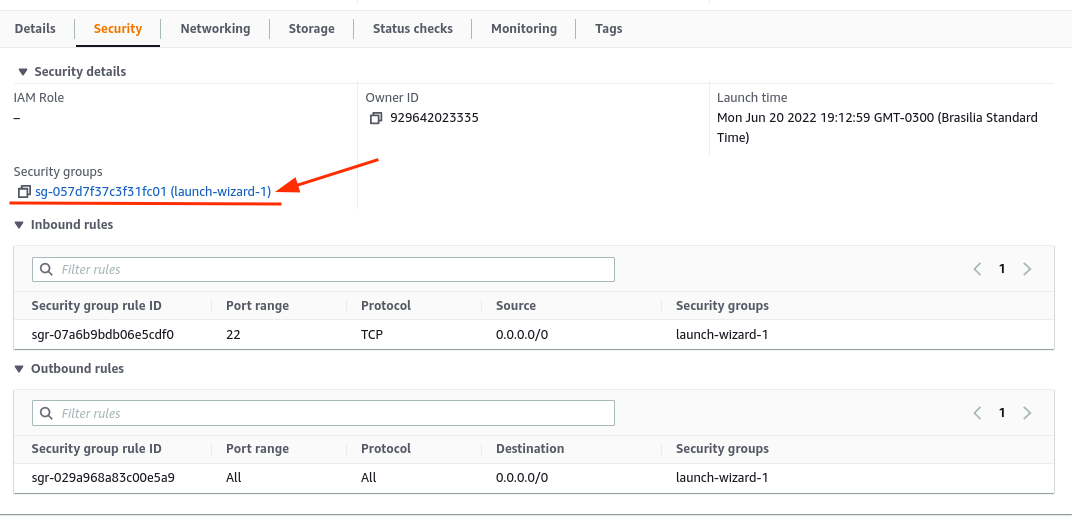 Details Security Networking Storage Status checks Monitoring Tags
Security details
IAM Role
–
Owner ID
929642023335
Launch time
Mon Jun 20 2022 19:12:59 GMT-0300 (Brasilia Standard
Time)
Security groups
sg-057d7f37c3f31fc01 (launch-wizard-1)
Inbound rules
Filter rules 1
Security group rule ID Port range Protocol Source Security groups
sgr-07a6b9bdb06e5cdf0 22 TCP 0.0.0.0/0 launch-wizard-1
Outbound rules
Filter rules 1
Security group rule ID Port range Protocol Destination Security groups
sgr-029a968a83c00e5a9 All All 0.0.0.0/0 launch-wizard-1